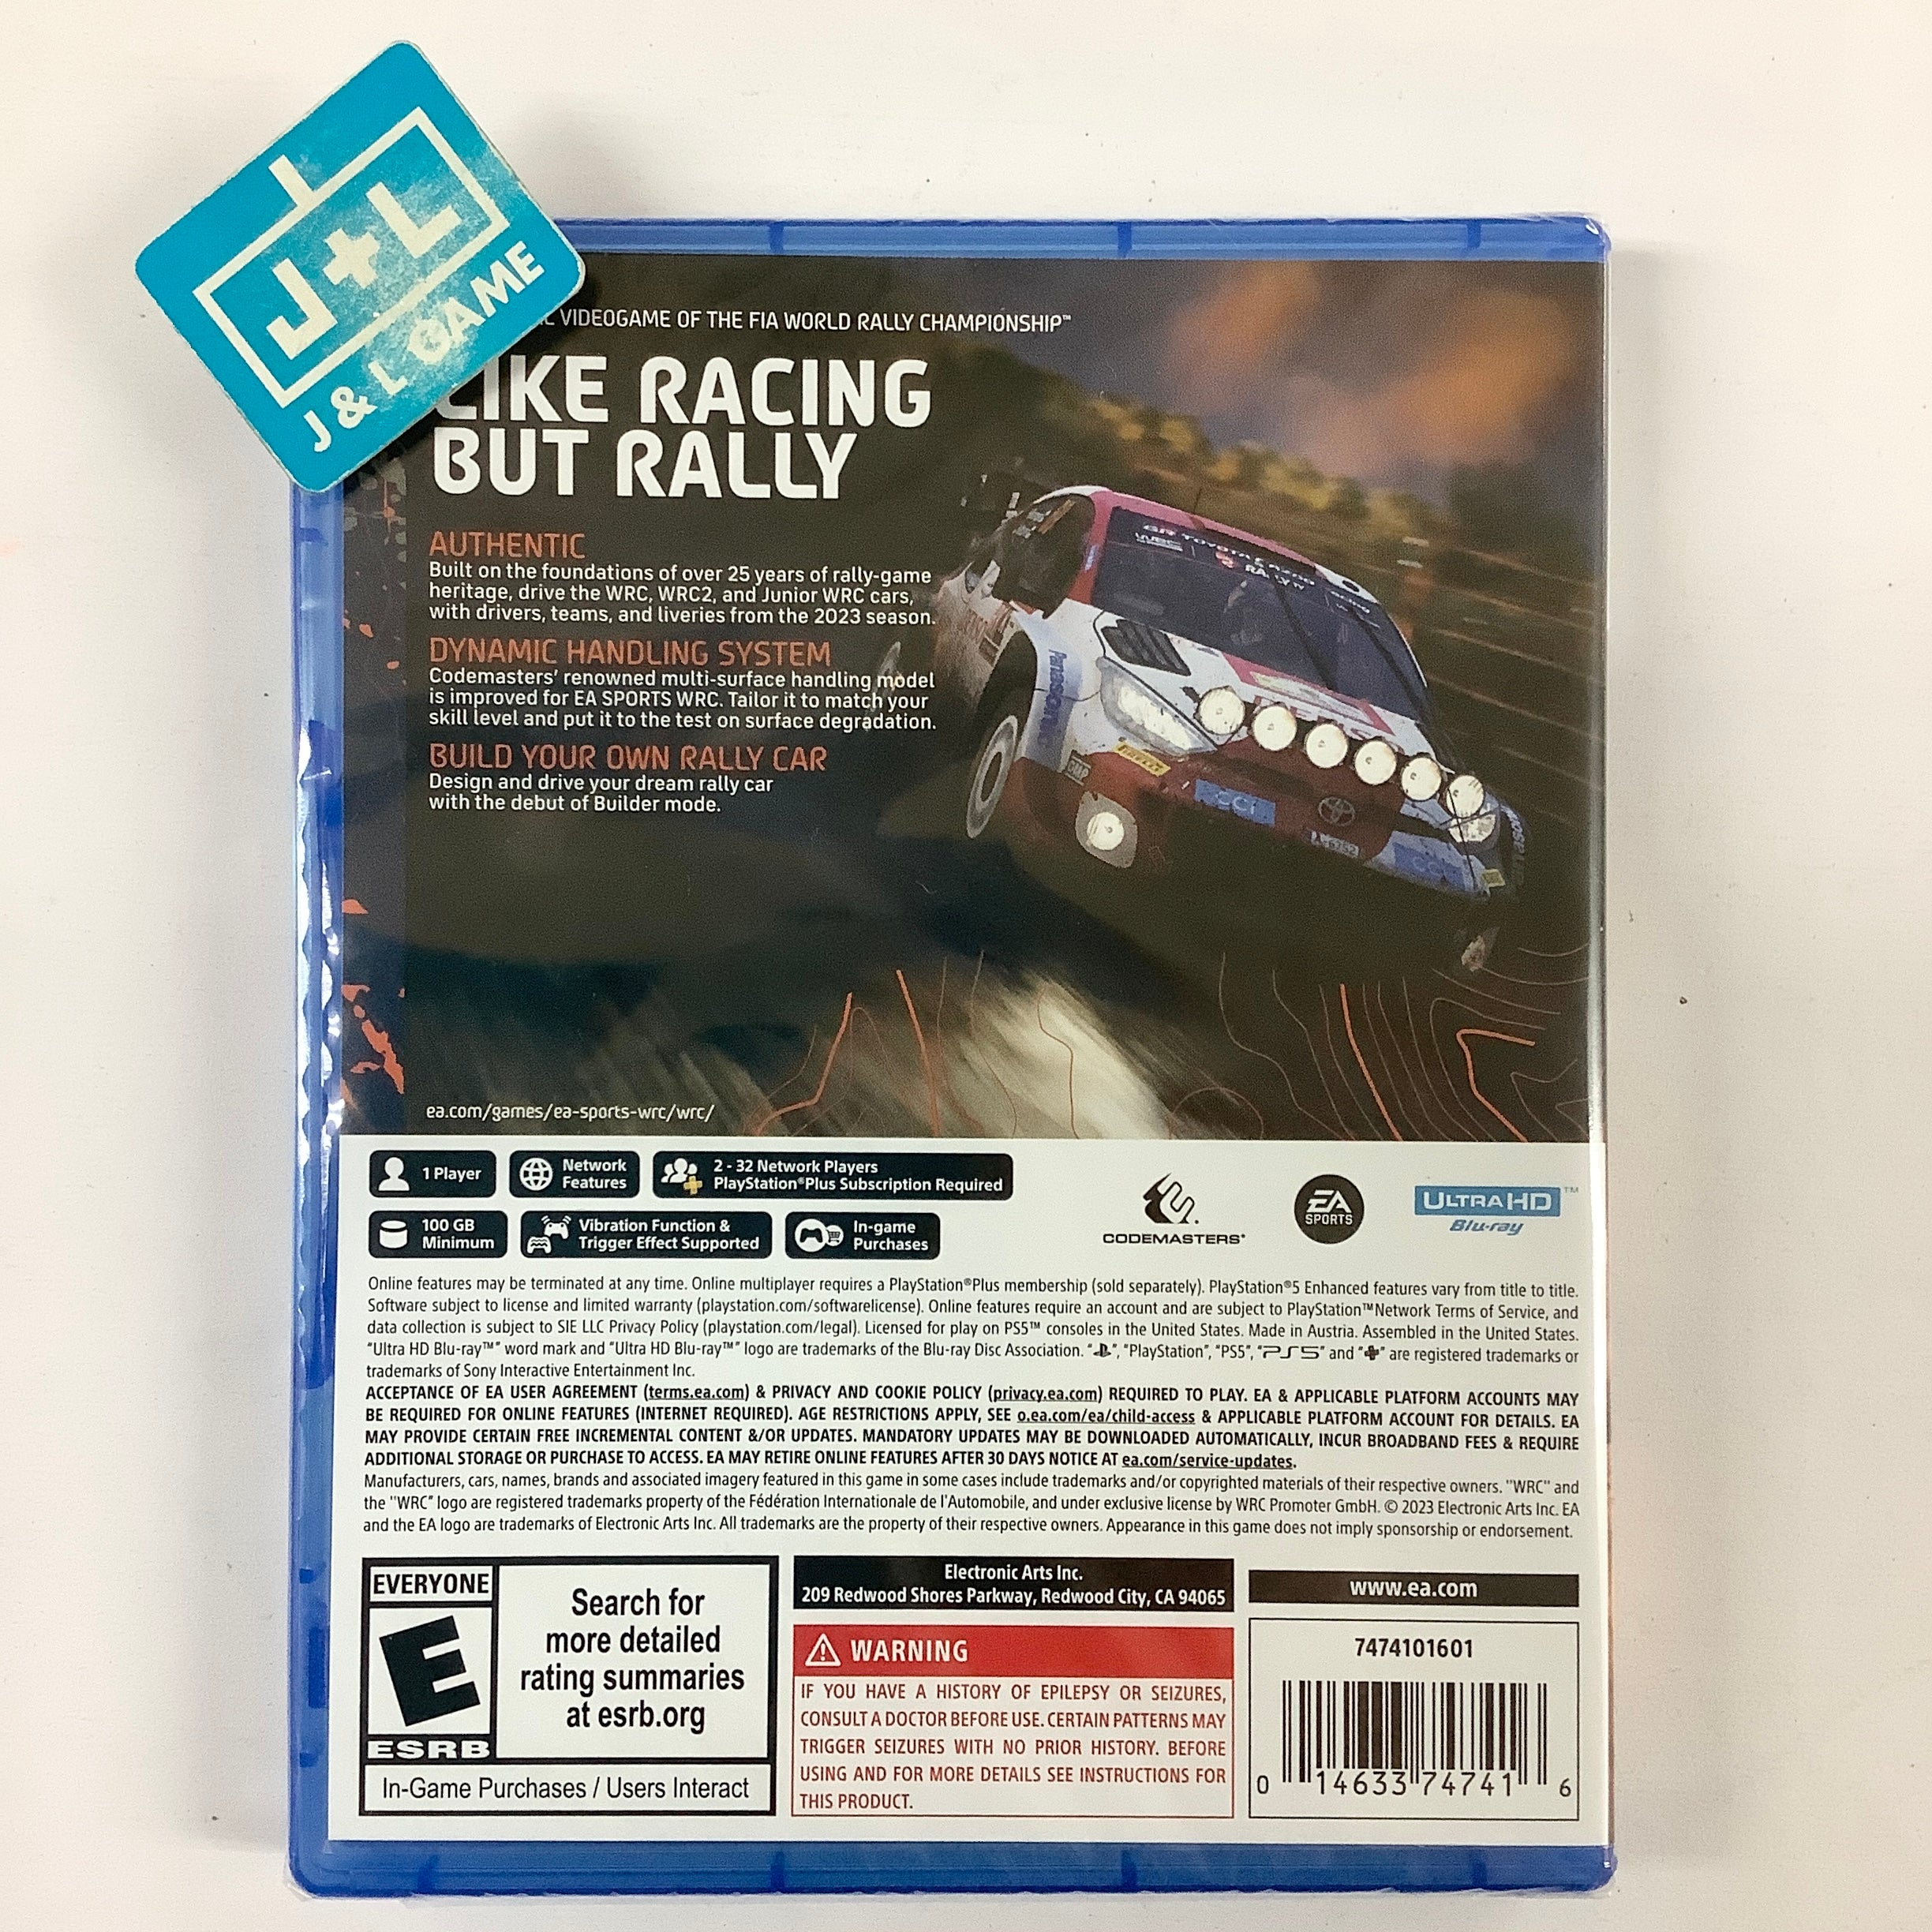 J+L
J & L GAME
VIDEOGAME OF THE FIA WORLD RALLY CHAMPIONSHIP™
LIKE RACING
BUT RALLY
AUTHENTIC
Built on the foundations of over 25 years of rally-game
heritage, drive the WRC, WRC2, and Junior WRC cars,
with drivers, teams, and liveries from the 2023 season.
DYNAMIC HANDLING SYSTEM
Codemasters' renowned multi-surface handling model
is improved for EA SPORTS WRC. Tailor it to match your
skill level and put it to the test on surface degradation.
BUILD YOUR OWN RALLY CAR
Design and drive your dream rally car
with the debut of Builder mode.
GR TOYOTA
WRC
Panasonic
PIRELLI
CCI
ea.com/games/ea-sports-wrc/wrc/
1 Player
Network
Features
2 - 32 Network Players
PlayStation®Plus Subscription Required
100 GB
Minimum
Vibration Function &
Trigger Effect Supported
In-game
Purchases
CODEMASTERS®
EA
SPORTS
ULTRA HD™
Blu-ray
Online features may be terminated at any time. Online multiplayer requires a PlayStation®Plus membership (sold separately). PlayStation®5 Enhanced features vary from title to title.
Software subject to license and limited warranty (playstation.com/softwarelicense). Online features require an account and are subject to PlayStation™Network Terms of Service, and
data collection is subject to SIE LLC Privacy Policy (playstation.com/legal). Licensed for play on PS5™ consoles in the United States. Made in Austria. Assembled in the United States.
"Ultra HD Blu-ray™" word mark and "Ultra HD Blu-ray™" logo are trademarks of the Blu-ray Disc Association. "", "PlayStation", "PS5", "PS5" and "" are registered trademarks or
trademarks of Sony Interactive Entertainment Inc.
ACCEPTANCE OF EA USER AGREEMENT (terms.ea.com) & PRIVACY AND COOKIE POLICY (privacy.ea.com) REQUIRED TO PLAY. EA & APPLICABLE PLATFORM ACCOUNTS MAY
BE REQUIRED FOR ONLINE FEATURES (INTERNET REQUIRED). AGE RESTRICTIONS APPLY, SEE o.ea.com/ea/child-access & APPLICABLE PLATFORM ACCOUNT FOR DETAILS. EA
MAY PROVIDE CERTAIN FREE INCREMENTAL CONTENT &/OR UPDATES. MANDATORY UPDATES MAY BE DOWNLOADED AUTOMATICALLY, INCUR BROADBAND FEES & REQUIRE
ADDITIONAL STORAGE OR PURCHASE TO ACCESS. EA MAY RETIRE ONLINE FEATURES AFTER 30 DAYS NOTICE AT ea.com/service-updates.
Manufacturers, cars, names, brands and associated imagery featured in this game in some cases include trademarks and/or copyrighted materials of their respective owners. "WRC" and
the "WRC" logo are registered trademarks property of the Fédération Internationale de l'Automobile, and under exclusive license by WRC Promoter GmbH. © 2023 Electronic Arts Inc. EA
and the EA logo are trademarks of Electronic Arts Inc. All trademarks are the property of their respective owners. Appearance in this game does not imply sponsorship or endorsement.
EVERYONE
E
ESRB
Search for
more detailed
rating summaries
at esrb.org
In-Game Purchases / Users Interact
Electronic Arts Inc.
209 Redwood Shores Parkway, Redwood City, CA 94065
WARNING
IF YOU HAVE A HISTORY OF EPILEPSY OR SEIZURES,
CONSULT A DOCTOR BEFORE USE. CERTAIN PATTERNS MAY
TRIGGER SEIZURES WITH NO PRIOR HISTORY. BEFORE
USING AND FOR MORE DETAILS SEE INSTRUCTIONS FOR
THIS PRODUCT.
www.ea.com
7474101601
0 14633 74741 6